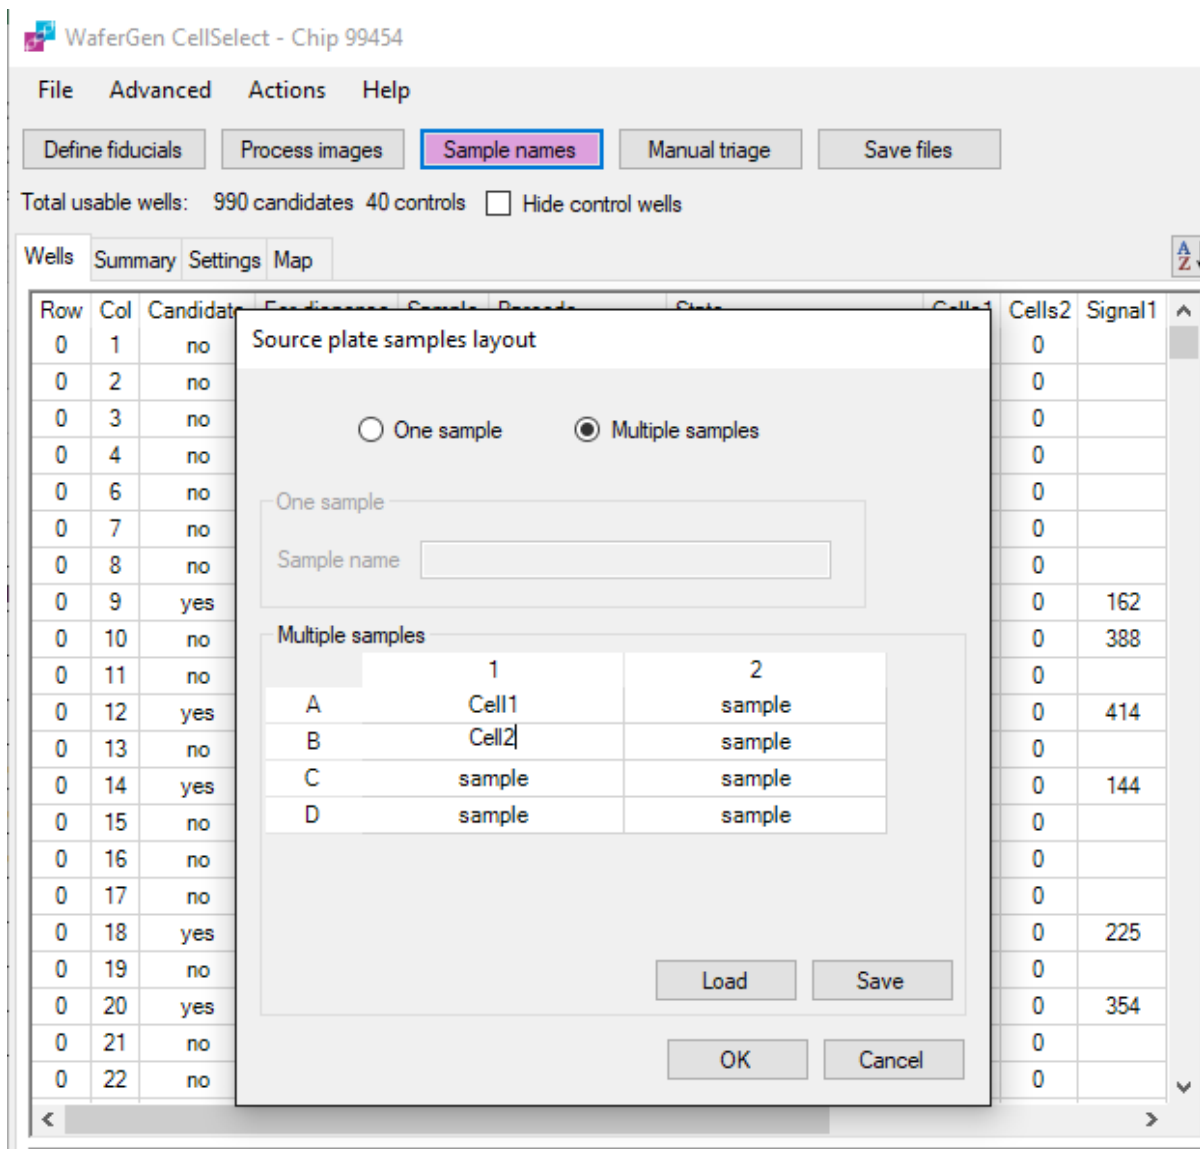 WaferGen CellSelect - Chip 99454
File Advanced Actions Help
Define fiducials Process images Sample names Manual triage Save files
Total usable wells: 990 candidates 40 controls Hide control wells
Wells Summary Settings Map
Row Col Candidate For dispense Sample Barcode State Cells1 Cells2 Signal1
Source plate samples layout
0 1 no 0
0 2 no 0
0 3 no 0
One sample Multiple samples
0 4 no 0
0 6 no 0
One sample
0 7 no 0
Sample name
0 8 no 0
0 9 yes 0 162
Multiple samples
0 10 no 0 388
1 2
0 11 no 0
A Cell1 sample
0 12 yes 0 414
B Cell2 sample
0 13 no 0
C sample sample
0 14 yes 0 144
D sample sample
0 15 no 0
0 16 no 0
0 17 no 0
0 18 yes 0 225
0 19 no 0
Load Save
0 20 yes 0 354
0 21 no 0
OK Cancel
0 22 no 0